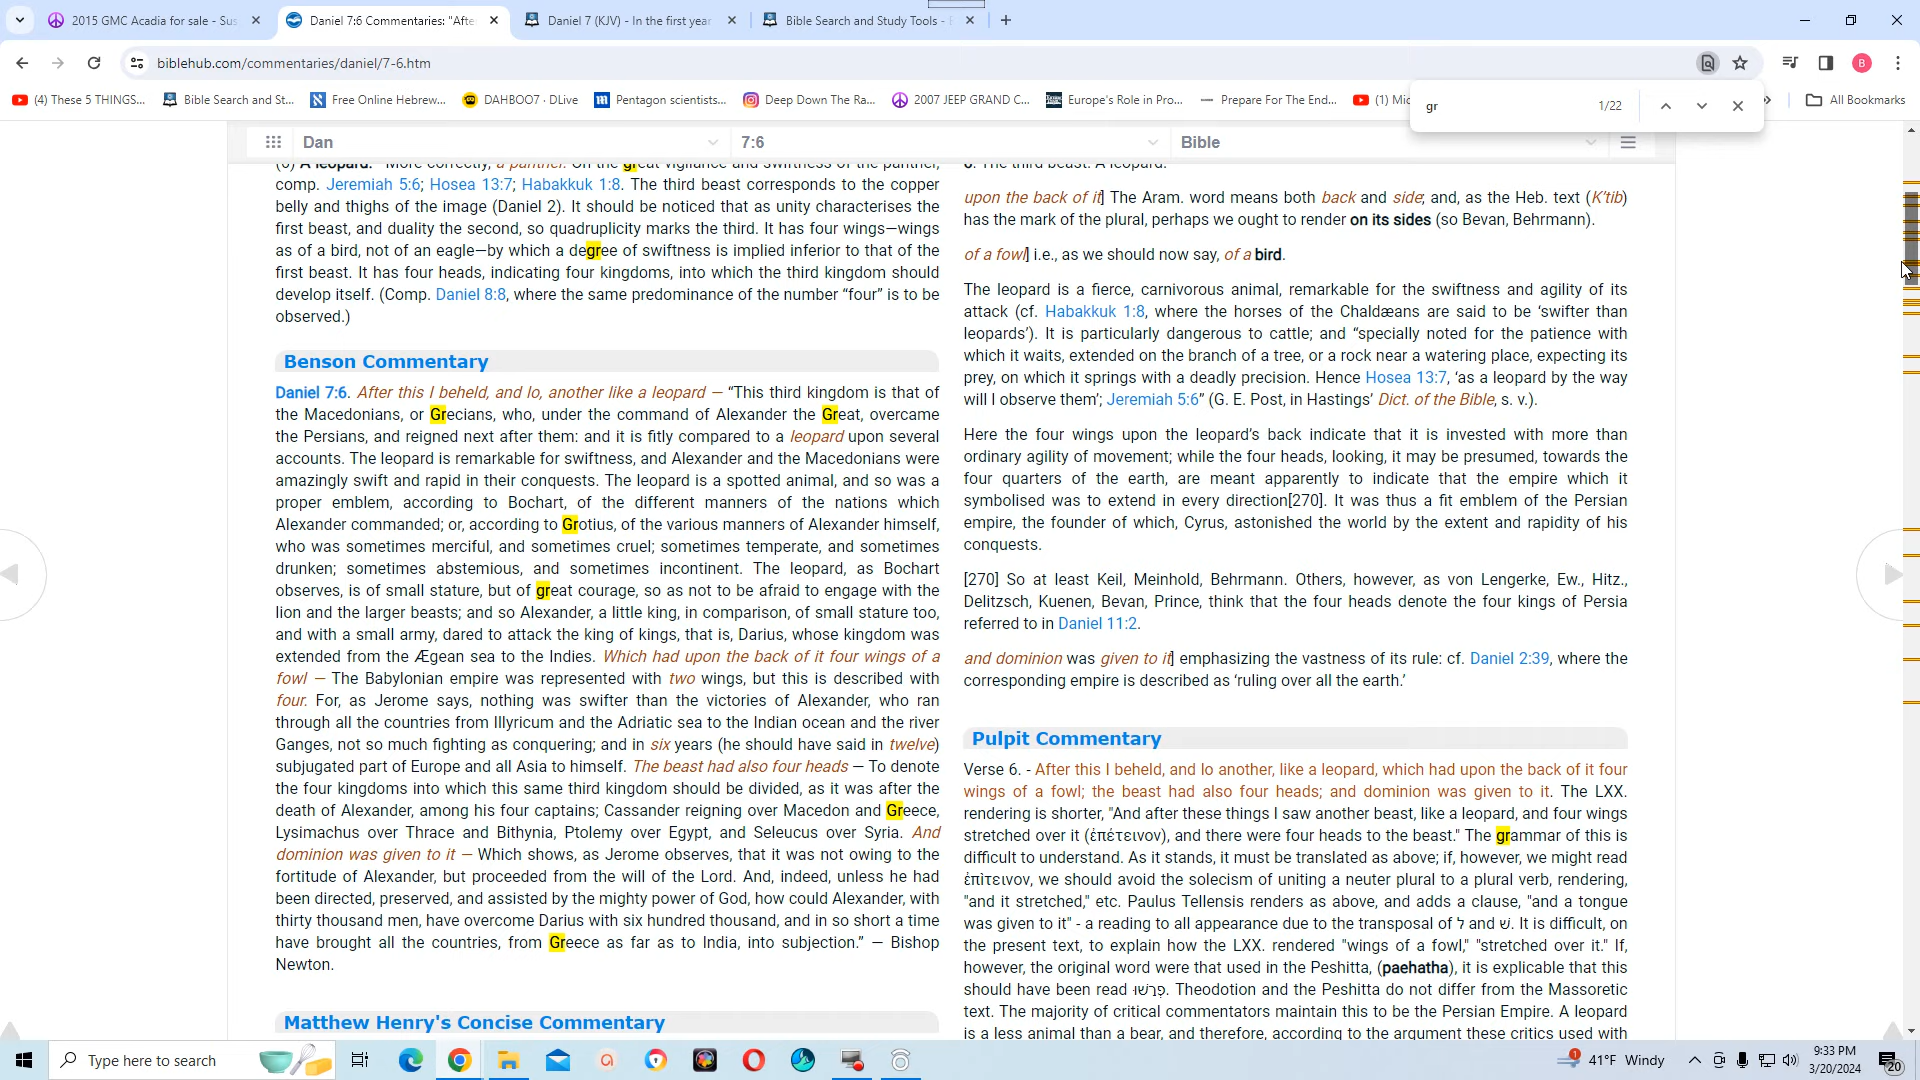 2015 GMC Acadia for sale - Sus
Daniel 7:6 Commentaries: "Afte
Daniel 7 (KJV) - In the first year
Bible Search and Study Tools -
biblehub.com/commentaries/daniel/7-6.htm
B
(4) These 5 THINGS...
Bible Search and St...
Free Online Hebrew...
DAHBOO7 · DLive
Pentagon scientists...
Deep Down The Ra...
2007 JEEP GRAND C...
Europe's Role in Pro...
Prepare For The End...
(1) Mic
All Bookmarks
gr
1/22
Dan
7:6
Bible
(6) A leopard.—More correctly, a panther. On the great vigilance and swiftness of the panther,
comp. Jeremiah 5:6; Hosea 13:7; Habakkuk 1:8. The third beast corresponds to the copper
belly and thighs of the image (Daniel 2). It should be noticed that as unity characterises the
first beast, and duality the second, so quadruplicity marks the third. It has four wings—wings
as of a bird, not of an eagle—by which a degree of swiftness is implied inferior to that of the
first beast. It has four heads, indicating four kingdoms, into which the third kingdom should
develop itself. (Comp. Daniel 8:8, where the same predominance of the number “four” is to be
observed.)
Benson Commentary
Daniel 7:6. After this I beheld, and lo, another like a leopard — “This third kingdom is that of
the Macedonians, or Grecians, who, under the command of Alexander the Great, overcame
the Persians, and reigned next after them: and it is fitly compared to a leopard upon several
accounts. The leopard is remarkable for swiftness, and Alexander and the Macedonians were
amazingly swift and rapid in their conquests. The leopard is a spotted animal, and so was a
proper emblem, according to Bochart, of the different manners of the nations which
Alexander commanded; or, according to Grotius, of the various manners of Alexander himself,
who was sometimes merciful, and sometimes cruel; sometimes temperate, and sometimes
drunken; sometimes abstemious, and sometimes incontinent. The leopard, as Bochart
observes, is of small stature, but of great courage, so as not to be afraid to engage with the
lion and the larger beasts; and so Alexander, a little king, in comparison, of small stature too,
and with a small army, dared to attack the king of kings, that is, Darius, whose kingdom was
extended from the Ægean sea to the Indies. Which had upon the back of it four wings of a
fowl — The Babylonian empire was represented with two wings, but this is described with
four. For, as Jerome says, nothing was swifter than the victories of Alexander, who ran
through all the countries from Illyricum and the Adriatic sea to the Indian ocean and the river
Ganges, not so much fighting as conquering; and in six years (he should have said in twelve)
subjugated part of Europe and all Asia to himself. The beast had also four heads — To denote
the four kingdoms into which this same third kingdom should be divided, as it was after the
death of Alexander, among his four captains; Cassander reigning over Macedon and Greece,
Lysimachus over Thrace and Bithynia, Ptolemy over Egypt, and Seleucus over Syria. And
dominion was given to it — Which shows, as Jerome observes, that it was not owing to the
fortitude of Alexander, but proceeded from the will of the Lord. And, indeed, unless he had
been directed, preserved, and assisted by the mighty power of God, how could Alexander, with
thirty thousand men, have overcome Darius with six hundred thousand, and in so short a time
have brought all the countries, from Greece as far as to India, into subjection.” — Bishop
Newton.
Matthew Henry's Concise Commentary
6. The third beast. A leopard.
upon the back of it] The Aram. word means both back and side; and, as the Heb. text (K’tib)
has the mark of the plural, perhaps we ought to render on its sides (so Bevan, Behrmann).
of a fowl] i.e., as we should now say, of a bird.
The leopard is a fierce, carnivorous animal, remarkable for the swiftness and agility of its
attack (cf. Habakkuk 1:8, where the horses of the Chaldæans are said to be ‘swifter than
leopards’). It is particularly dangerous to cattle; and “specially noted for the patience with
which it waits, extended on the branch of a tree, or a rock near a watering place, expecting its
prey, on which it springs with a deadly precision. Hence Hosea 13:7, ‘as a leopard by the way
will I observe them’; Jeremiah 5:6” (G. E. Post, in Hastings’ Dict. of the Bible, s. v.).
Here the four wings upon the leopard’s back indicate that it is invested with more than
ordinary agility of movement; while the four heads, looking, it may be presumed, towards the
four quarters of the earth, are meant apparently to indicate that the empire which it
symbolised was to extend in every direction[270]. It was thus a fit emblem of the Persian
empire, the founder of which, Cyrus, astonished the world by the extent and rapidity of his
conquests.
[270] So at least Keil, Meinhold, Behrmann. Others, however, as von Lengerke, Ew., Hitz.,
Delitzsch, Kuenen, Bevan, Prince, think that the four heads denote the four kings of Persia
referred to in Daniel 11:2.
and dominion was given to it] emphasizing the vastness of its rule: cf. Daniel 2:39, where the
corresponding empire is described as ‘ruling over all the earth.’
Pulpit Commentary
Verse 6. - After this I beheld, and lo another, like a leopard, which had upon the back of it four
wings of a fowl; the beast had also four heads; and dominion was given to it. The LXX.
rendering is shorter, "And after these things I saw another beast, like a leopard, and four wings
stretched over it (ἐπέτεινον), and there were four heads to the beast." The grammar of this is
difficult to understand. As it stands, it must be translated as above; if, however, we might read
ἐπὶτεινον, we should avoid the solecism of uniting a neuter plural to a plural verb, rendering,
"and it stretched," etc. Paulus Tellensis renders as above, and adds a clause, "and a tongue
was given to it" - a reading to all appearance due to the transposal of ל and ש. It is difficult, on
the present text, to explain how the LXX. rendered "wings of a fowl," "stretched over it." If,
however, the original word were that used in the Peshitta, (paehatha), it is explicable that this
should have been read פְרְשׁוּ. Theodotion and the Peshitta do not differ from the Massoretic
text. The majority of critical commentators maintain this to be the Persian Empire. A leopard
is a less animal than a bear, and therefore, according to the argument these critics used with
Type here to search
1
41°F Windy
9:33 PM
3/20/2024
20